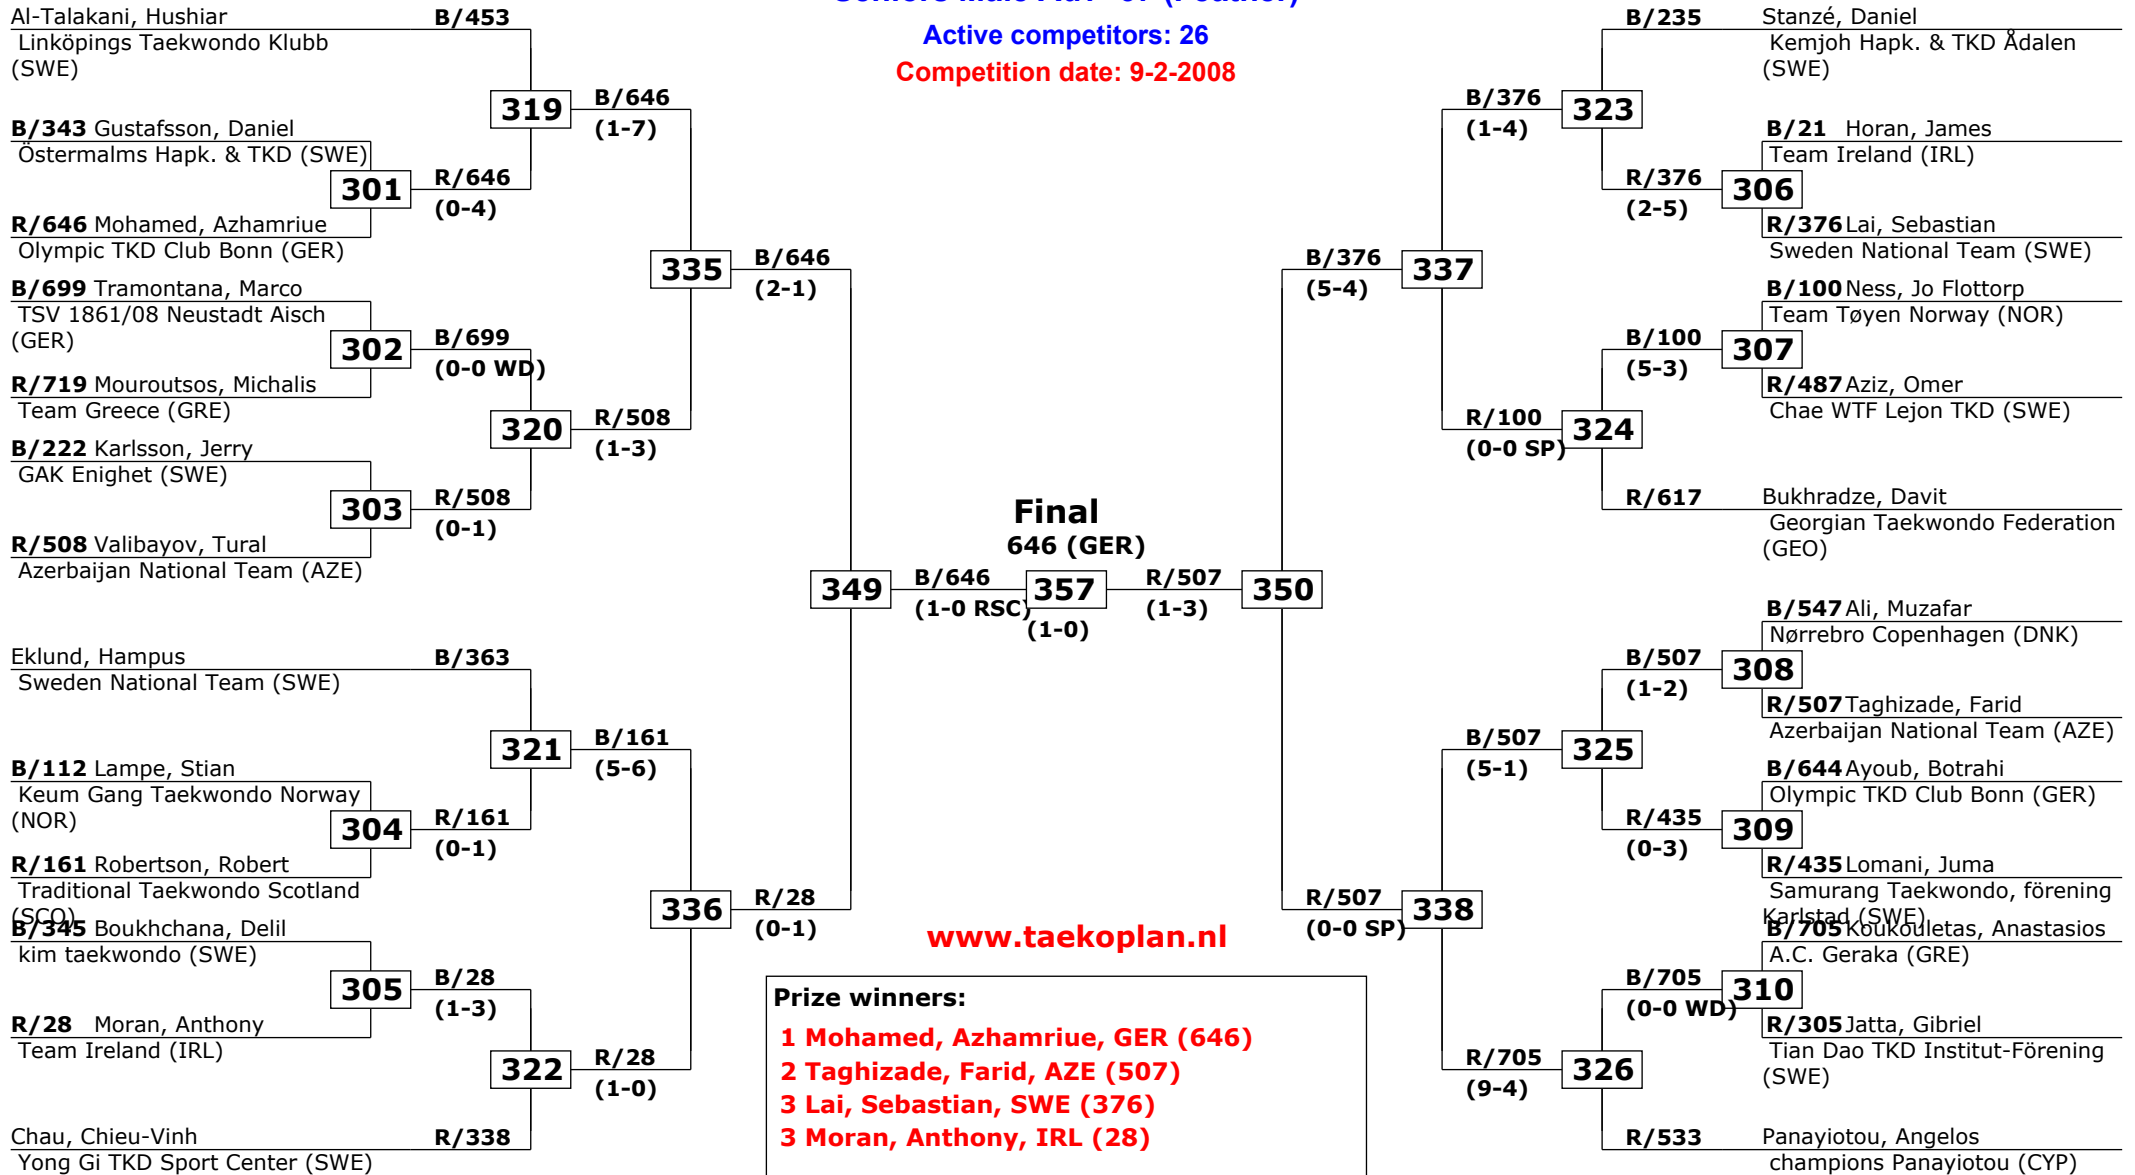 Active competitors: 26
Competition date: 9-2-2008
Al-Talakani, Hushiar
B/453
Linköpings Taekwondo Klubb
(SWE)
319
B/646
(1-7)
B/343 Gustafsson, Daniel
Östermalms Hapk. & TKD (SWE)
301
R/646
(0-4)
R/646 Mohamed, Azhamriue
Olympic TKD Club Bonn (GER)
335
B/646
(2-1)
B/699 Tramontana, Marco
TSV 1861/08 Neustadt Aisch
(GER)
302
B/699
(0-0 WD)
R/719 Mouroutsos, Michalis
Team Greece (GRE)
320
R/508
(1-3)
B/222 Karlsson, Jerry
GAK Enighet (SWE)
303
R/508
(0-1)
R/508 Valibayov, Tural
Azerbaijan National Team (AZE)
349
B/646
(1-0 RSC)
Eklund, Hampus
B/363
Sweden National Team (SWE)
321
B/161
(5-6)
B/112 Lampe, Stian
Keum Gang Taekwondo Norway
(NOR)
304
R/161
(0-1)
R/161 Robertson, Robert
Traditional Taekwondo Scotland
(SCO)
336
R/28
(0-1)
B/345 Boukhchana, Delil
kim taekwondo (SWE)
305
B/28
(1-3)
R/28 Moran, Anthony
Team Ireland (IRL)
322
R/28
(1-0)
Chau, Chieu-Vinh
R/338
Yong Gi TKD Sport Center (SWE)
Final
646 (GER)
357
(1-0)
R/507
(1-3)
350
B/235
Stanzé, Daniel
Kemjoh Hapk. & TKD Ådalen
(SWE)
B/376
(1-4)
323
B/21 Horan, James
Team Ireland (IRL)
R/376
(2-5)
306
R/376 Lai, Sebastian
Sweden National Team (SWE)
B/376
(5-4)
337
B/100 Ness, Jo Flottorp
Team Tøyen Norway (NOR)
B/100
(5-3)
307
R/487 Aziz, Omer
Chae WTF Lejon TKD (SWE)
R/100
(0-0 SP)
324
R/617
Bukhradze, Davit
Georgian Taekwondo Federation
(GEO)
B/547 Ali, Muzafar
Nørrebro Copenhagen (DNK)
B/507
(1-2)
308
R/507 Taghizade, Farid
Azerbaijan National Team (AZE)
B/507
(5-1)
325
B/644 Ayoub, Botrahi
Olympic TKD Club Bonn (GER)
R/435
(0-3)
309
R/435 Lomani, Juma
Samurang Taekwondo, förening
Karlstad (SWE)
R/507
(0-0 SP)
338
B/705 Koukouletas, Anastasios
A.C. Geraka (GRE)
B/705
(0-0 WD)
310
R/305 Jatta, Gibriel
Tian Dao TKD Institut-Förening
(SWE)
R/705
(9-4)
326
R/533
Panayiotou, Angelos
champions Panayiotou (CYP)
www.taekoplan.nl
Prize winners:
1 Mohamed, Azhamriue, GER (646)
2 Taghizade, Farid, AZE (507)
3 Lai, Sebastian, SWE (376)
3 Moran, Anthony, IRL (28)